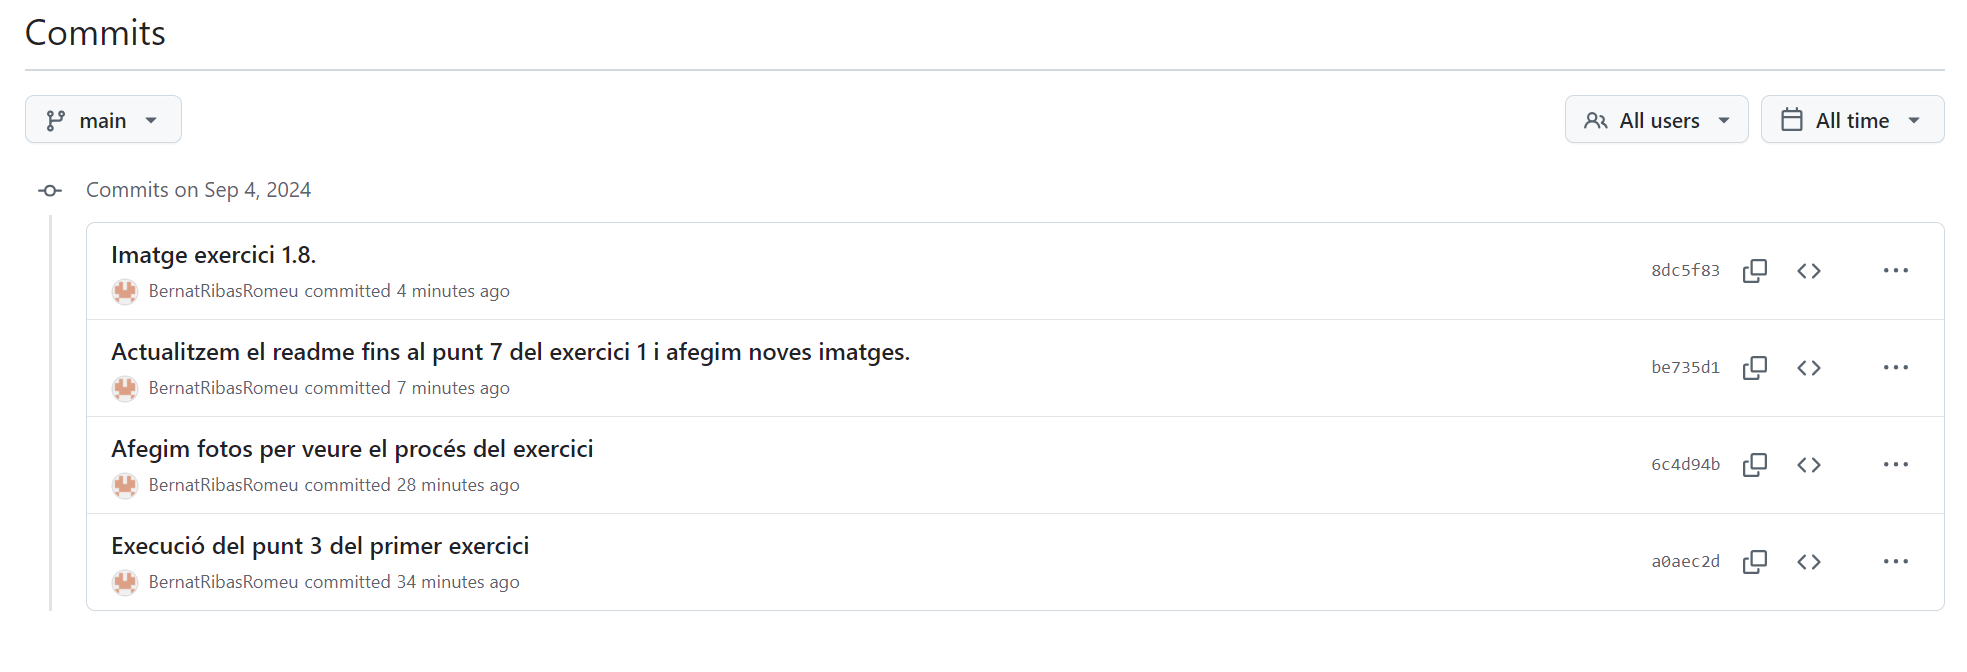 Commits
main
All users
All time
Commits on Sep 4, 2024
Imatge exercici 1.8.
BernatRibasRomeu committed 4 minutes ago
8dc5f83
Actualitzem el readme fins al punt 7 del exercici 1 i afegim noves imatges.
BernatRibasRomeu committed 7 minutes ago
be735d1
Afegim fotos per veure el procés del exercici
BernatRibasRomeu committed 28 minutes ago
6c4d94b
Execució del punt 3 del primer exercici
BernatRibasRomeu committed 34 minutes ago
a0aec2d